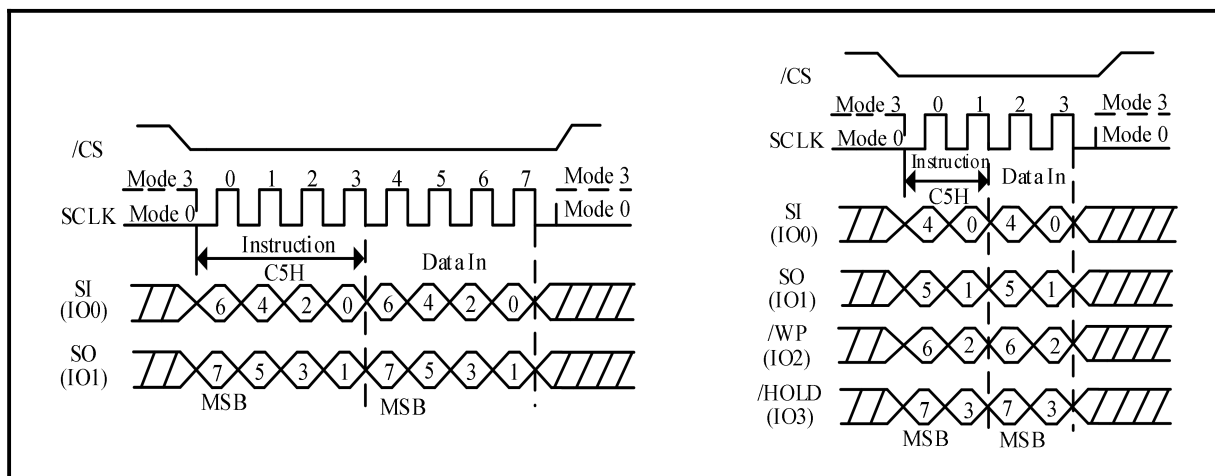 /CS
Mode 3 0 1 2 3 4 5 6 7 Mode 3
SCLK Mode 0 Mode 0
Instruction
C5H Data In
SI
(IO0) 6 4 2 0 6 4 2 0
SO
(IO1) 7 5 3 1 7 5 3 1
MSB MSB
/CS
Mode 3 0 1 2 3 Mode 3
SCLK Mode 0 Mode 0
Instruction Data In
C5H
SI
(IO0) 4 0 4 0
SO
(IO1) 5 1 5 1
/WP
(IO2) 6 2 6 2
/HOLD
(IO3) 7 3 7 3
MSB MSB